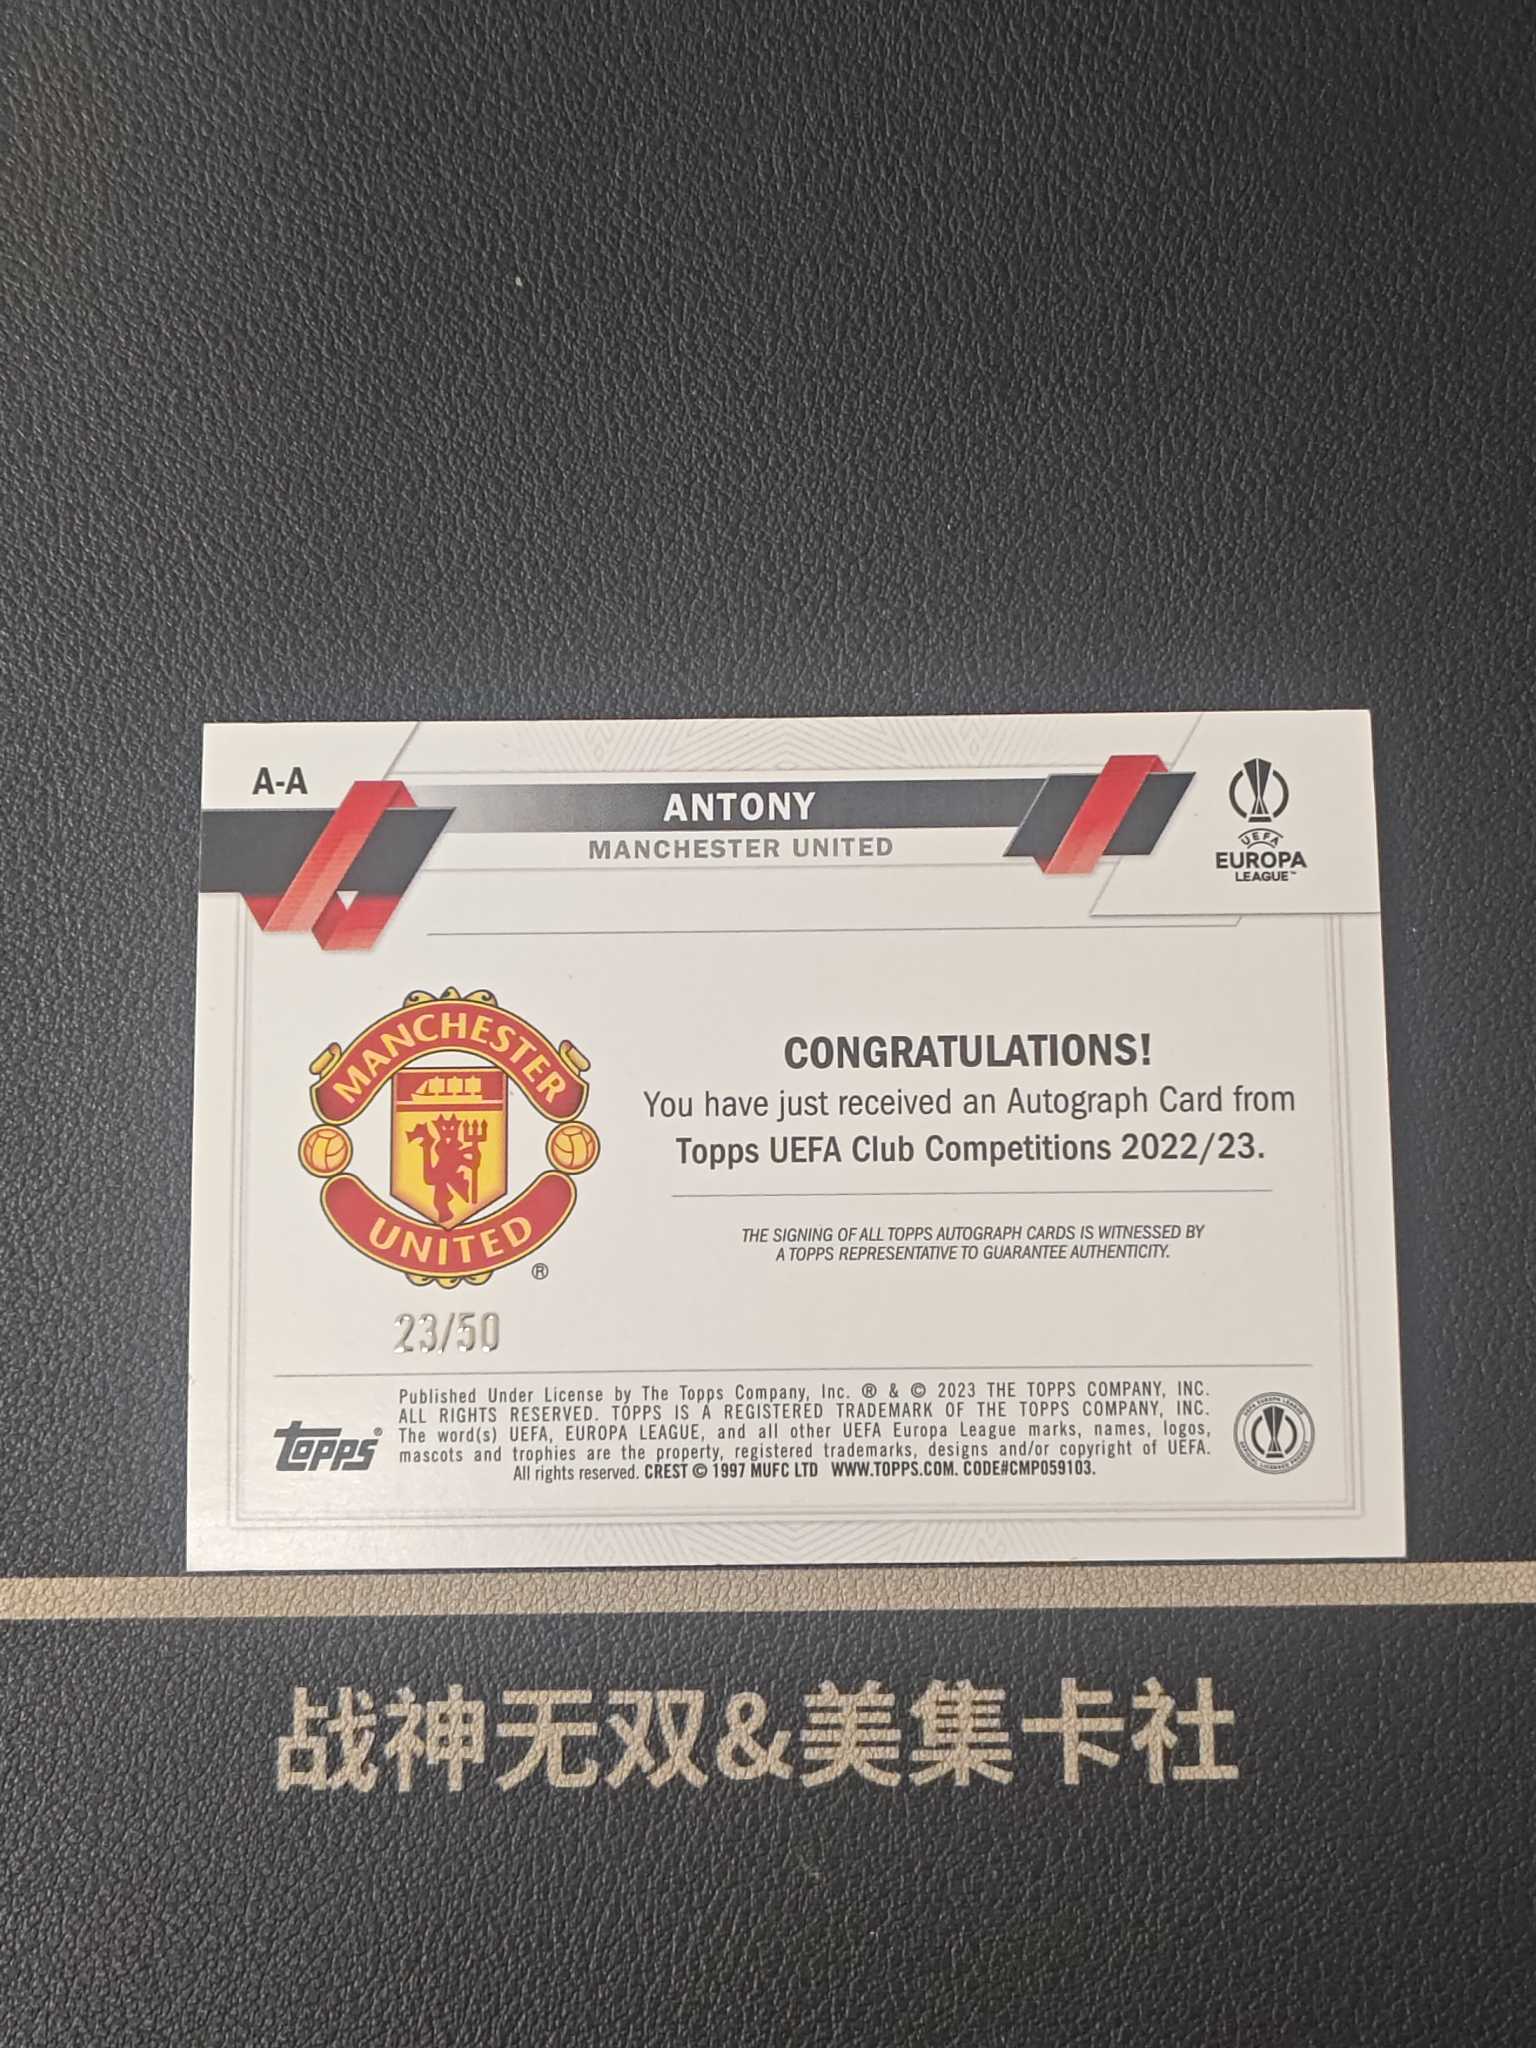 A-A
ANTONY
MANCHESTER UNITED
UEFA
EUROPA
LEAGUE™
MANCHESTER
UNITED
®
CONGRATULATIONS!
You have just received an Autograph Card from
Topps UEFA Club Competitions 2022/23.
THE SIGNING OF ALL TOPPS AUTOGRAPH CARDS IS WITNESSED BY
A TOPPS REPRESENTATIVE TO GUARANTEE AUTHENTICITY.
23/50
topps®
Published Under License by The Topps Company, Inc. ® & © 2023 THE TOPPS COMPANY, INC.
ALL RIGHTS RESERVED. TOPPS IS A REGISTERED TRADEMARK OF THE TOPPS COMPANY, INC.
The word(s) UEFA, EUROPA LEAGUE, and all other UEFA Europa League marks, names, logos,
mascots and trophies are the property, registered trademarks, designs and/or copyright of UEFA.
All rights reserved. CREST © 1997 MUFC LTD WWW.TOPPS.COM. CODE#CMP059103.
UEFA EUROPA LEAGUE
OFFICIAL LICENSED PRODUCT
战神无双&美集卡社